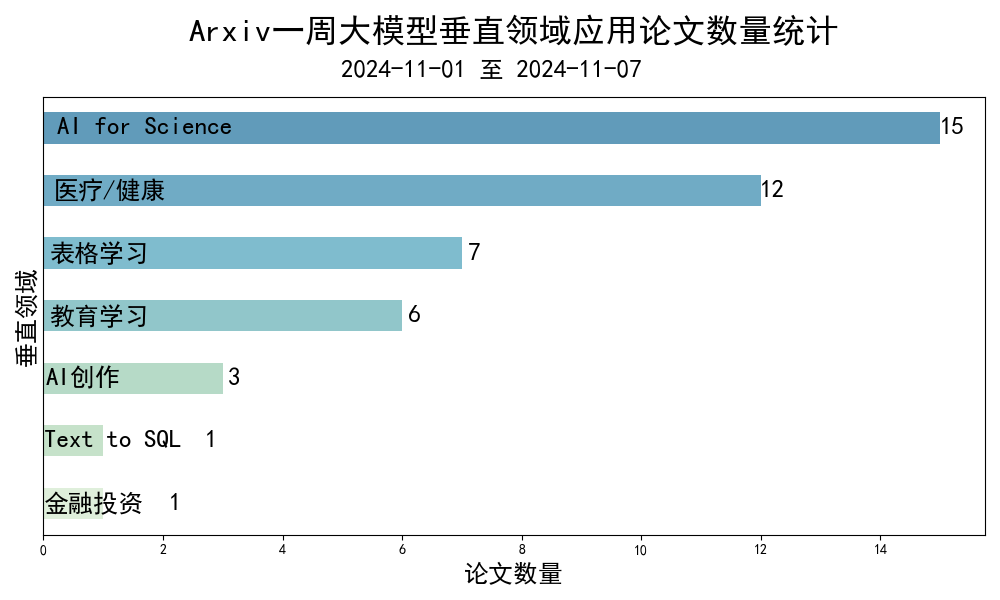 Arxiv一周大模型垂直领域应用论文数量统计
2024-11-01 至 2024-11-07
AI for Science 15
医疗/健康 12
表格学习 7
教育学习 6
AI创作 3
Text to SQL 1
金融投资 1
垂直领域
0 2 4 6 8 10 12 14
论文数量